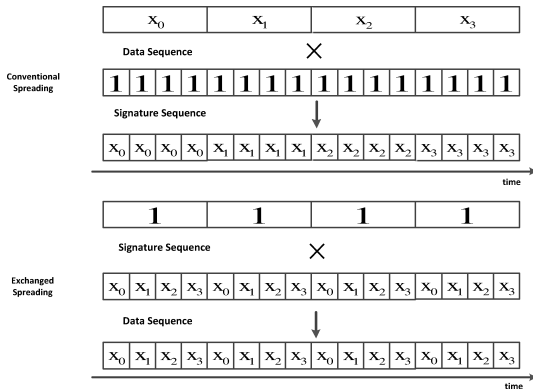 x₀ x₁ x₂ x₃
Data Sequence ×
Conventional Spreading
1 1 1 1 1 1 1 1 1 1 1 1 1 1 1 1
Signature Sequence
x₀ x₀ x₀ x₀ x₁ x₁ x₁ x₁ x₂ x₂ x₂ x₂ x₃ x₃ x₃ x₃
time
1 1 1 1
Signature Sequence ×
Exchanged Spreading
x₀ x₁ x₂ x₃ x₀ x₁ x₂ x₃ x₀ x₁ x₂ x₃ x₀ x₁ x₂ x₃
Data Sequence
x₀ x₁ x₂ x₃ x₀ x₁ x₂ x₃ x₀ x₁ x₂ x₃ x₀ x₁ x₂ x₃
time